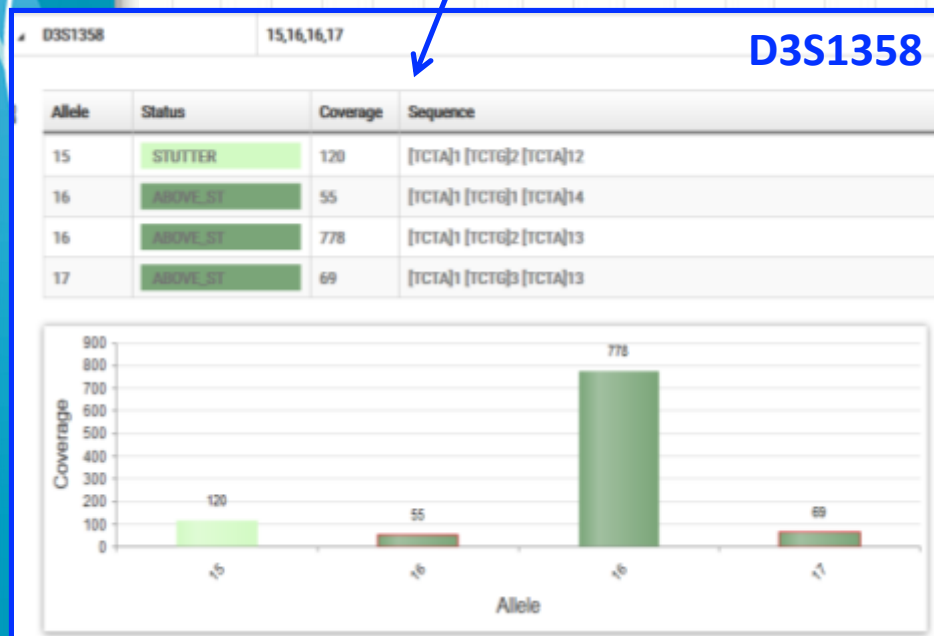 D3S1358 15,16,16,17 D3S1358
Allele Status Coverage Sequence
15 STUTTER 120 [TCTA]1 [TCTG]2 [TCTA]12
16 ABOVE_ST 55 [TCTA]1 [TCTG]1 [TCTA]14
16 ABOVE_ST 778 [TCTA]1 [TCTG]2 [TCTA]13
17 ABOVE_ST 69 [TCTA]1 [TCTG]3 [TCTA]13
Coverage
900
800
700
600
500
400
300
200
100
0
120
55
778
69
15 16 16 17
Allele